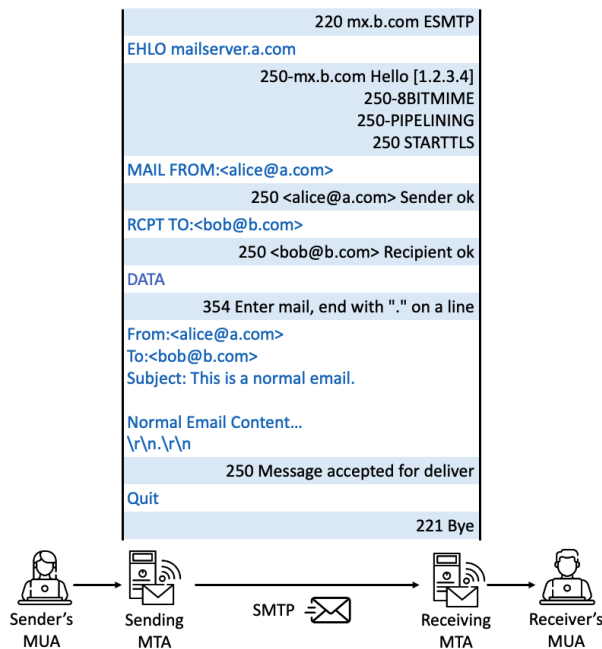 220 mx.b.com ESMTP
EHLO mailserver.a.com
250-mx.b.com Hello [1.2.3.4]
250-8BITMIME
250-PIPELINING
250 STARTTLS
MAIL FROM:<alice@a.com>
250 <alice@a.com> Sender ok
RCPT TO:<bob@b.com>
250 <bob@b.com> Recipient ok
DATA
354 Enter mail, end with "." on a line
From:<alice@a.com>
To:<bob@b.com>
Subject: This is a normal email.
Normal Email Content...
\r\n.\r\n
250 Message accepted for deliver
Quit
221 Bye
SMTP
Sender's
MUA
Sending
MTA
Receiving
MTA
Receiver's
MUA